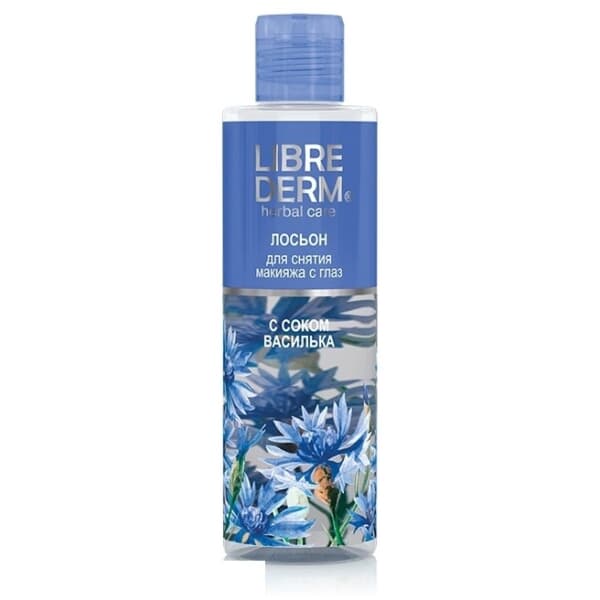 LIBRE
DERM®
herbal care
ЛОСЬОН
ДЛЯ СНЯТИЯ
МАКИЯЖА С ГЛАЗ
С СОКОМ
ВАСИЛЬКА